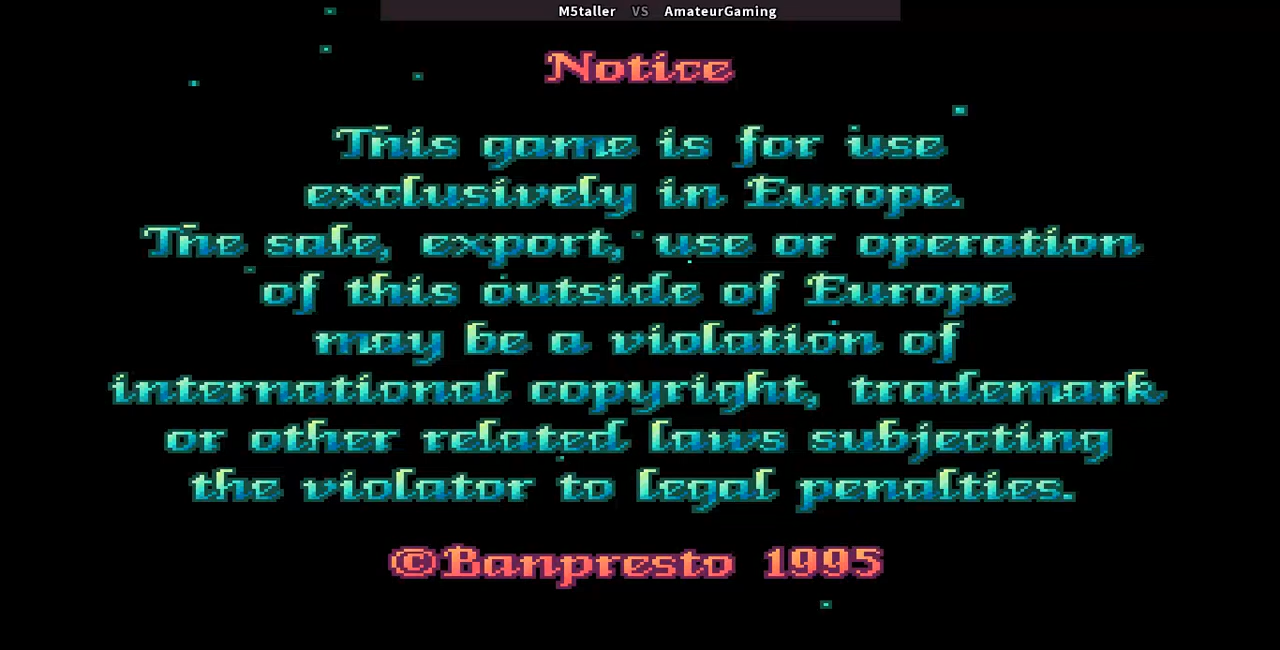 M5taller VS AmateurGaming
Notice
This game is for use
exclusively in Europe.
The sale, export, use or operation
of this outside of Europe
may be a violation of
international copyright, trademark
or other related laws subjecting
the violator to legal penalties.
©Banpresto 1995